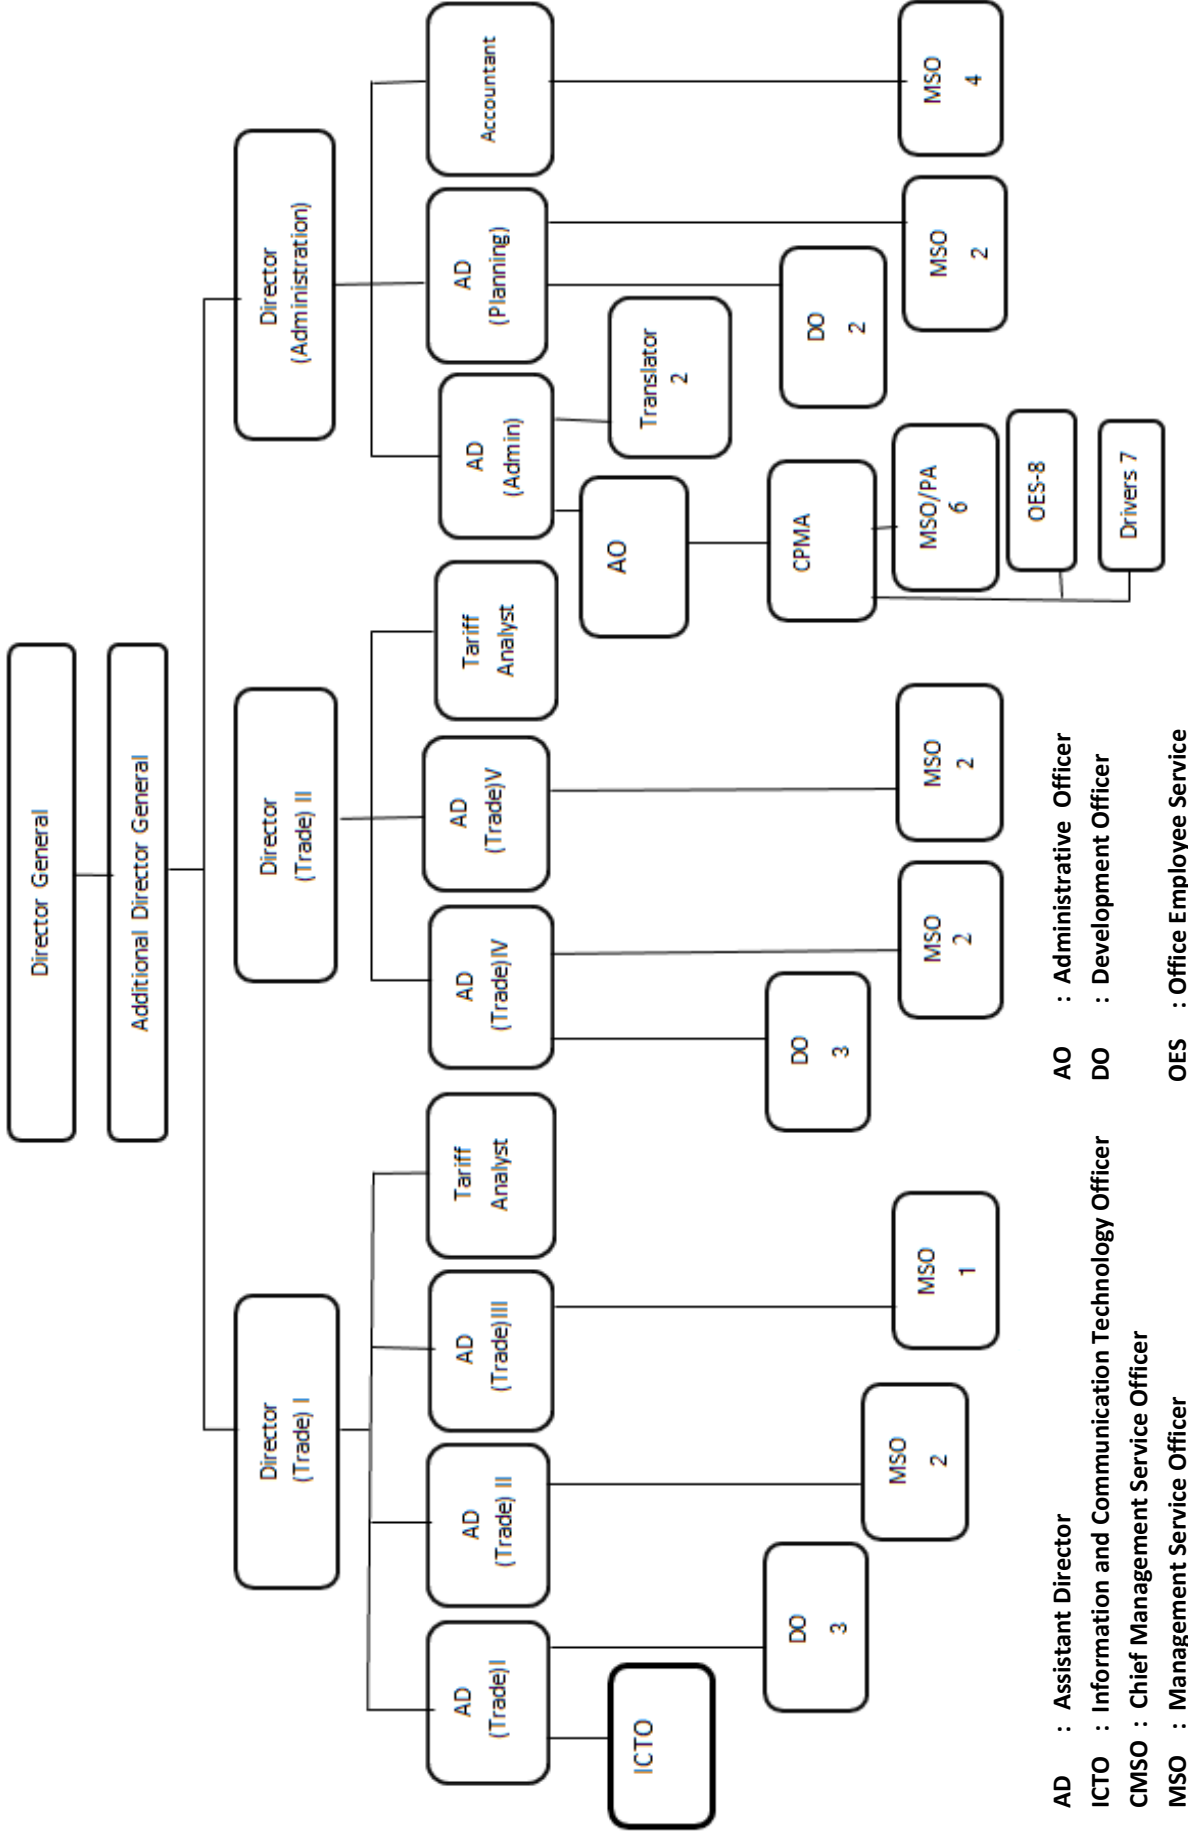 Director General
Additional Director General
Director
(Trade) I
Director
(Trade) II
Director
(Administration)
AD
(Trade)I
AD
(Trade) II
AD
(Trade)III
Tariff
Analyst
AD
(Trade)IV
AD
(Trade)V
Tariff
Analyst
AD
(Admin)
AD
(Planning)
Accountant
ICTO
AO
Translator
2
DO
3
DO
3
CPMA
DO
2
MSO
2
MSO
1
MSO
2
MSO
2
MSO/PA
6
MSO
2
MSO
4
OES-8
Drivers 7
AD : Assistant Director
ICTO : Information and Communication Technology Officer
CMSO : Chief Management Service Officer
MSO : Management Service Officer
AO : Administrative Officer
DO : Development Officer
OES : Office Employee Service